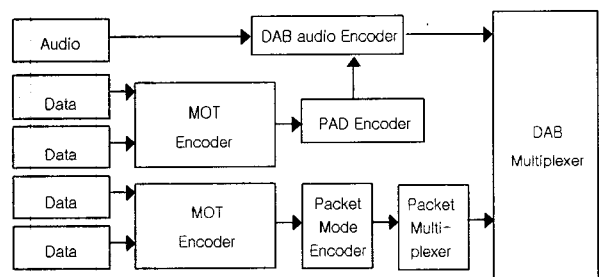 Audio
DAB audio Encoder
Data
MOT
Encoder
PAD Encoder
Data
DAB
Multiplexer
Data
MOT
Encoder
Packet
Mode
Encoder
Packet
Multi-
plexer
Data